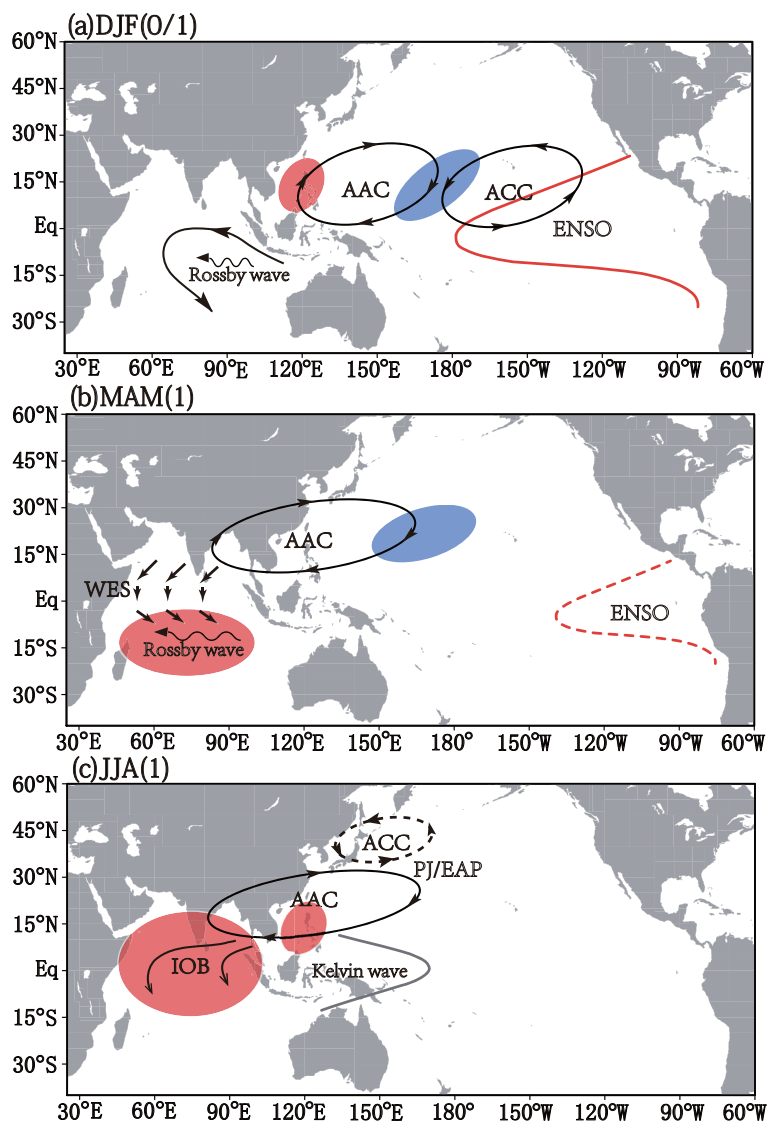 (a)DJF(0/1)
60°N
45°N
30°N
15°N
Eq
15°S
30°S
AAC
ACC
ENSO
Rossby wave
30°E 60°E 90°E 120°E 150°E 180° 150°W 120°W 90°W 60°W
(b)MAM(1)
60°N
45°N
30°N
15°N
Eq
15°S
30°S
AAC
WES
ENSO
Rossby wave
30°E 60°E 90°E 120°E 150°E 180° 150°W 120°W 90°W 60°W
(c)JJA(1)
60°N
45°N
30°N
15°N
Eq
15°S
30°S
ACC
PJ/EAP
AAC
IOB
Kelvin wave
30°E 60°E 90°E 120°E 150°E 180° 150°W 120°W 90°W 60°W